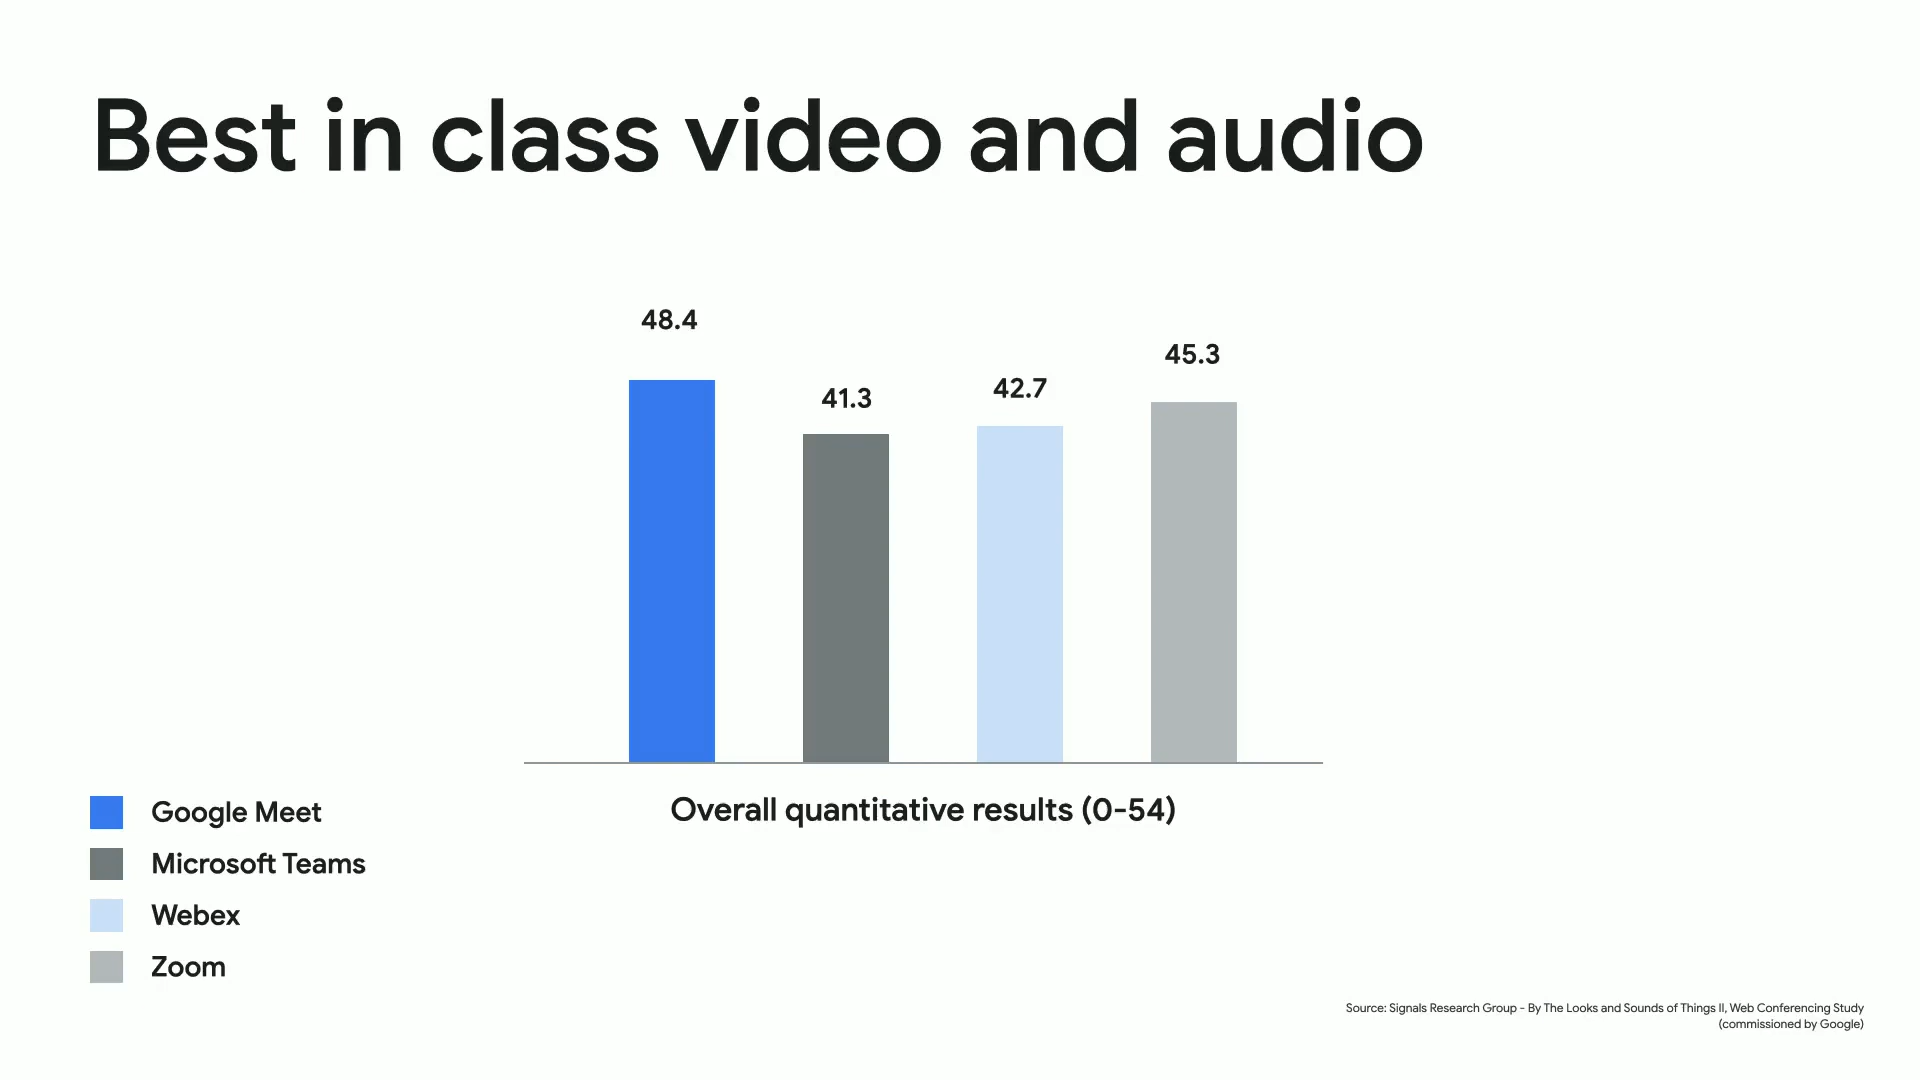 Best in class video and audio
48.4
41.3
42.7
45.3
Overall quantitative results (0-54)
Google Meet
Microsoft Teams
Webex
Zoom
Source: Signals Research Group - By The Looks and Sounds of Things II, Web Conferencing Study
(commissioned by Google)